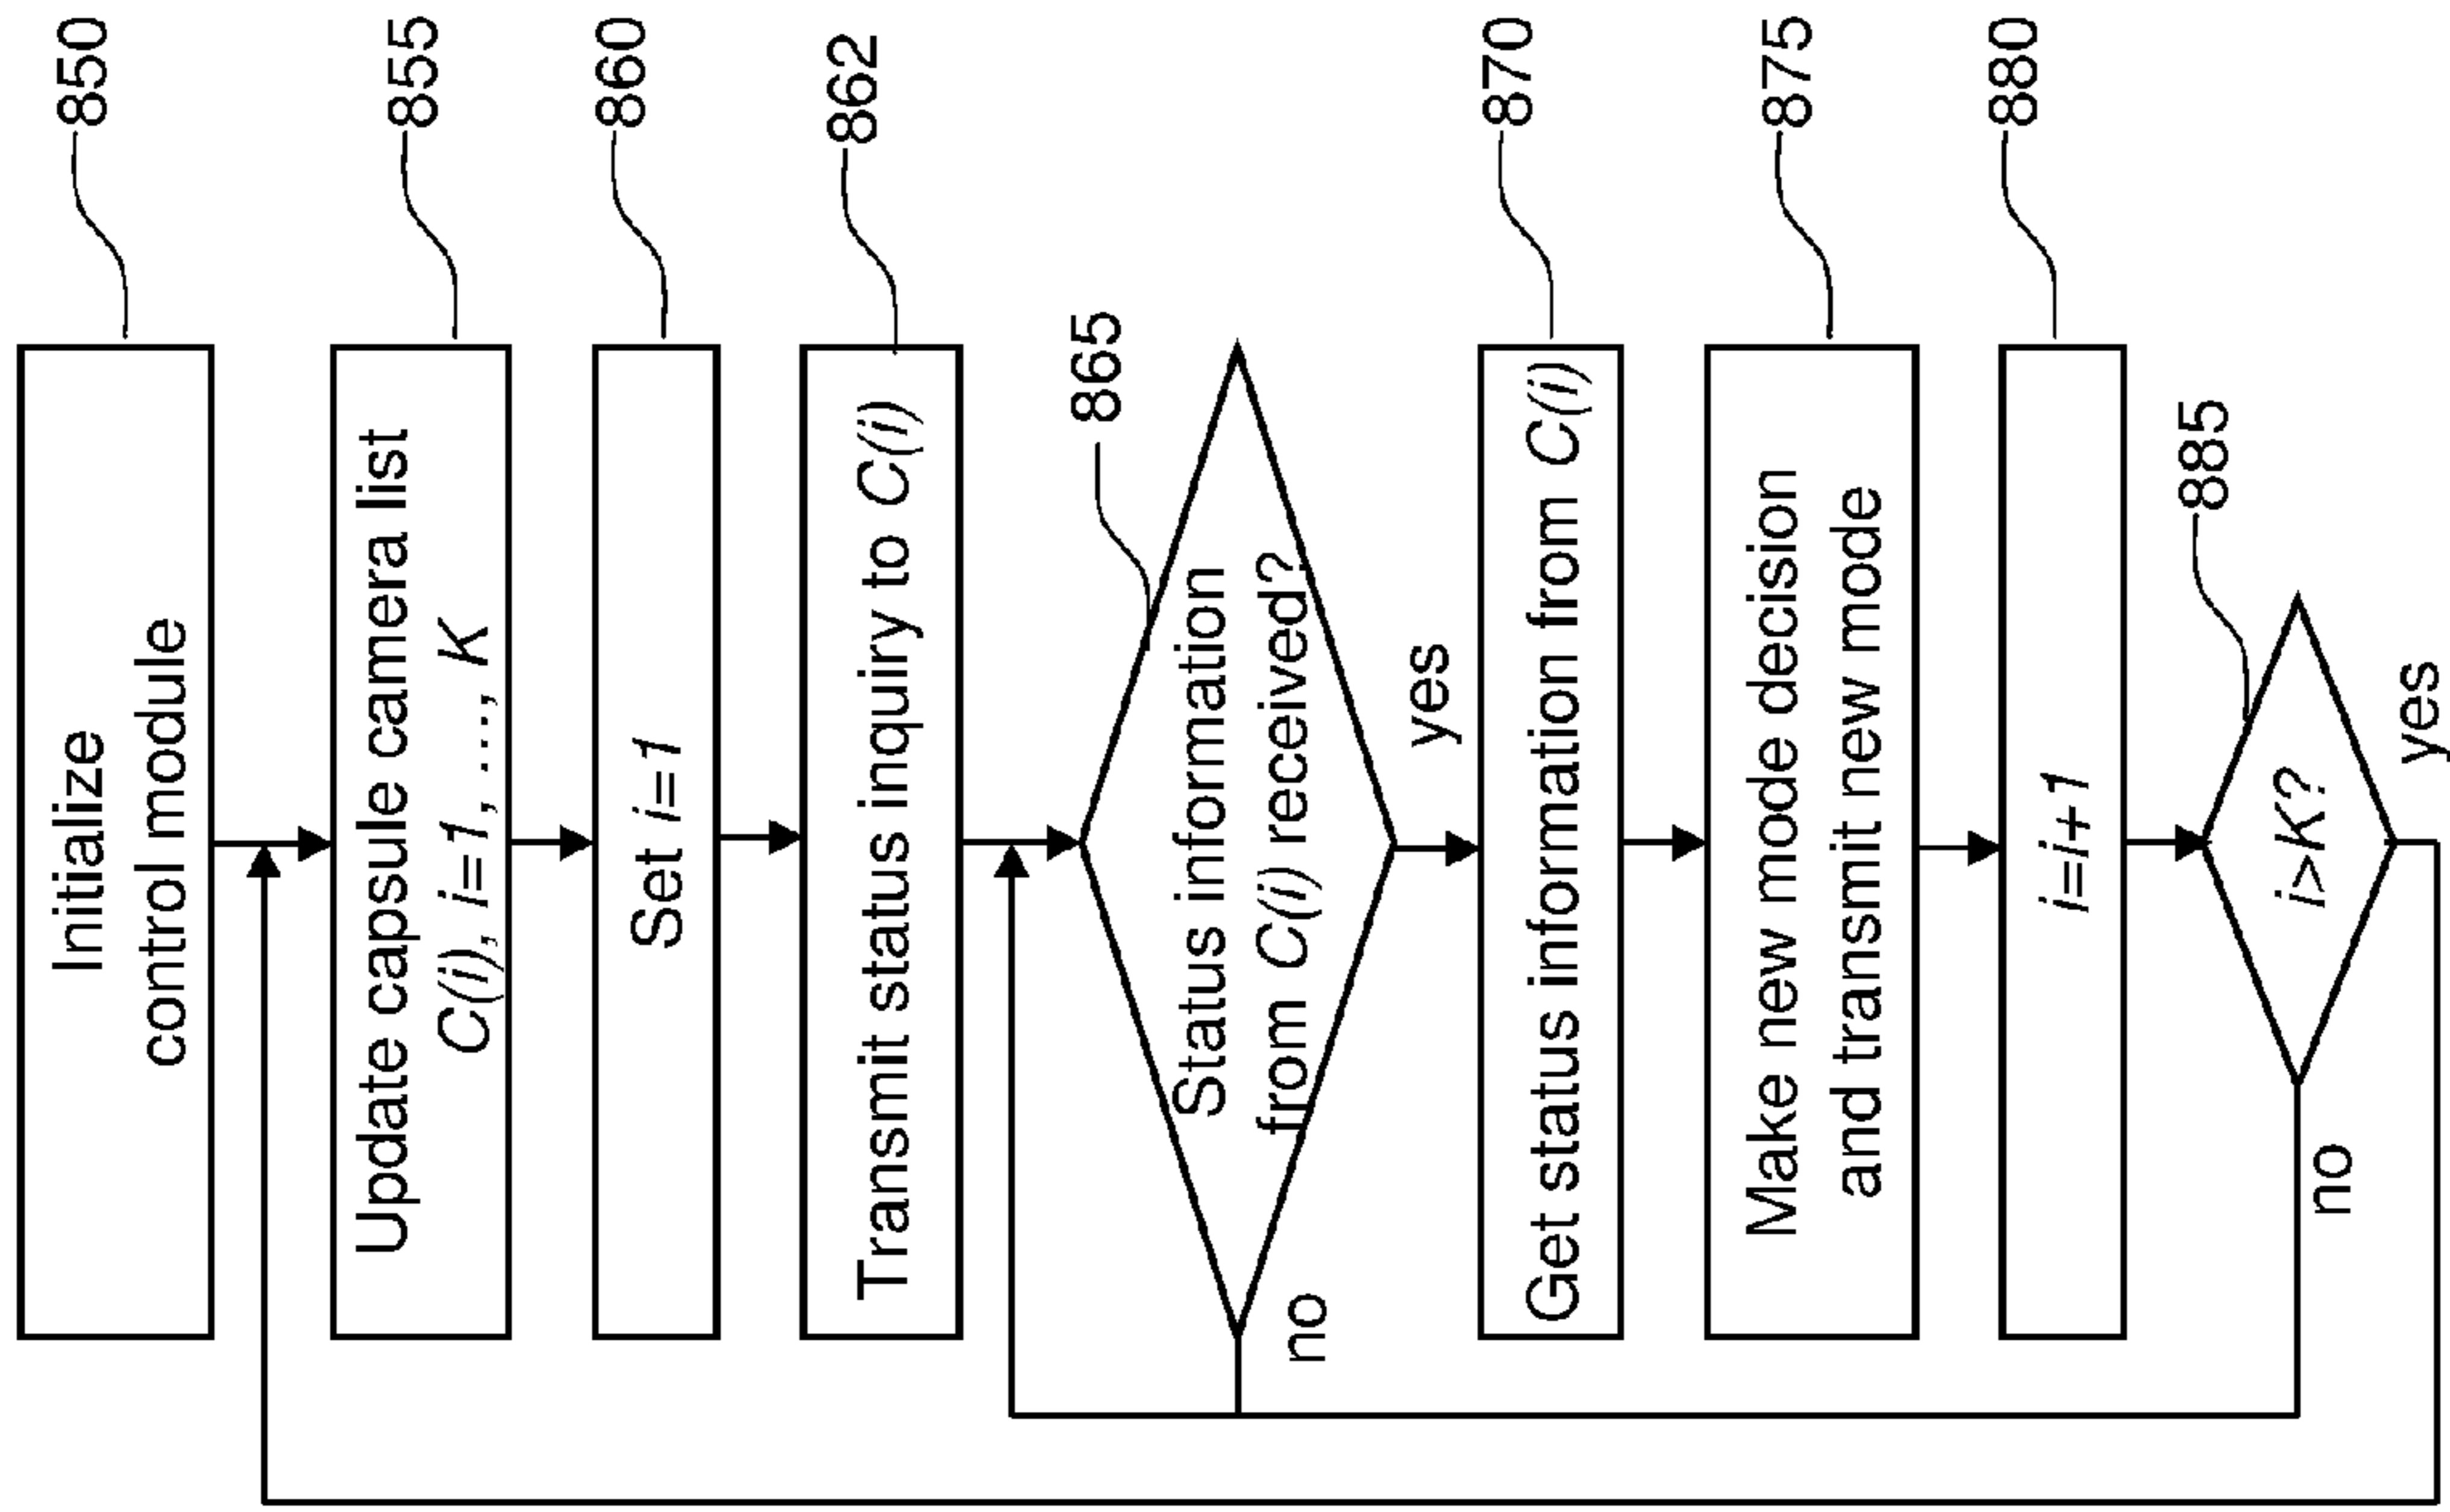 Initialize
control module
850
Update capsule camera list
C(i), i=1, ..., K
855
Set i=1
860
Transmit status inquiry to C(i)
862
Status information
from C(i) received?
865
no
yes
Get status information from C(i)
870
Make new mode decision
and transmit new mode
875
i=i+1
880
i>K?
885
no
yes